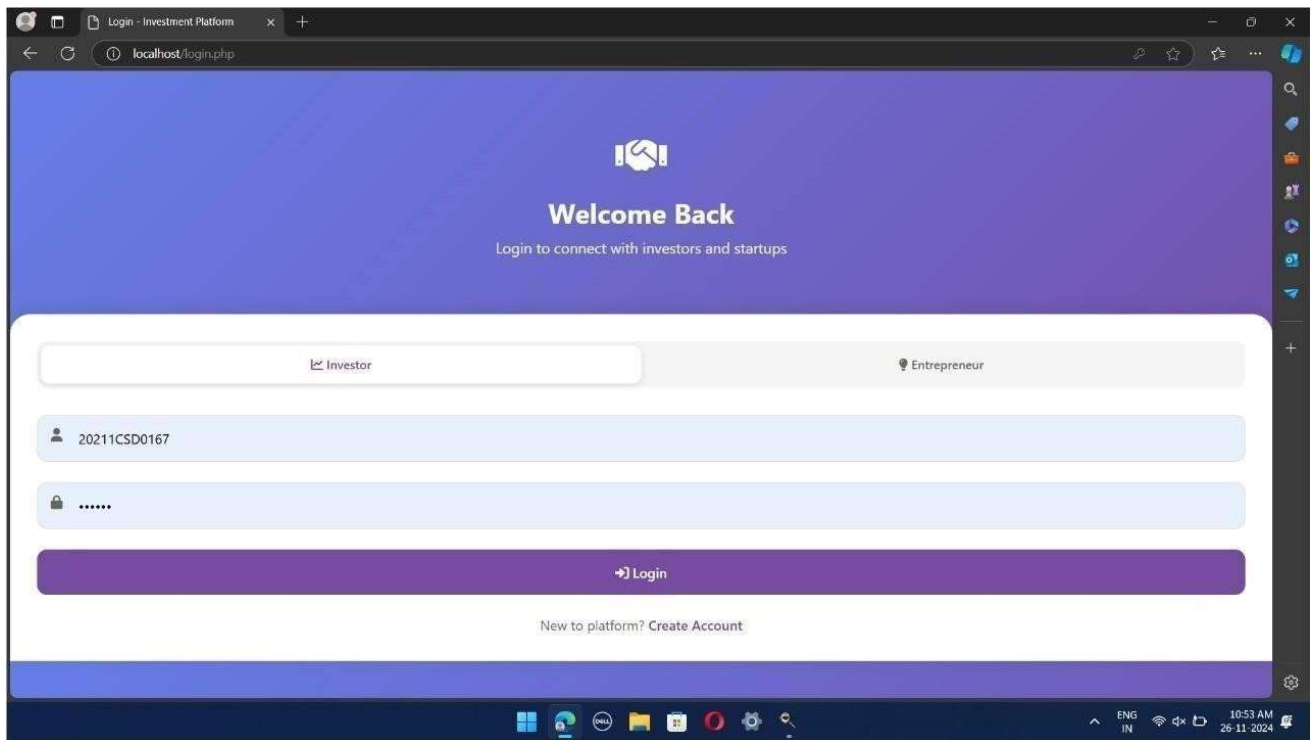 Login - Investment Platform
localhost/login.php
Welcome Back
Login to connect with investors and startups
Investor
Entrepreneur
20211CSD0167
••••••
Login
New to platform? Create Account
DELL
ENG
IN
10:53 AM
26-11-2024